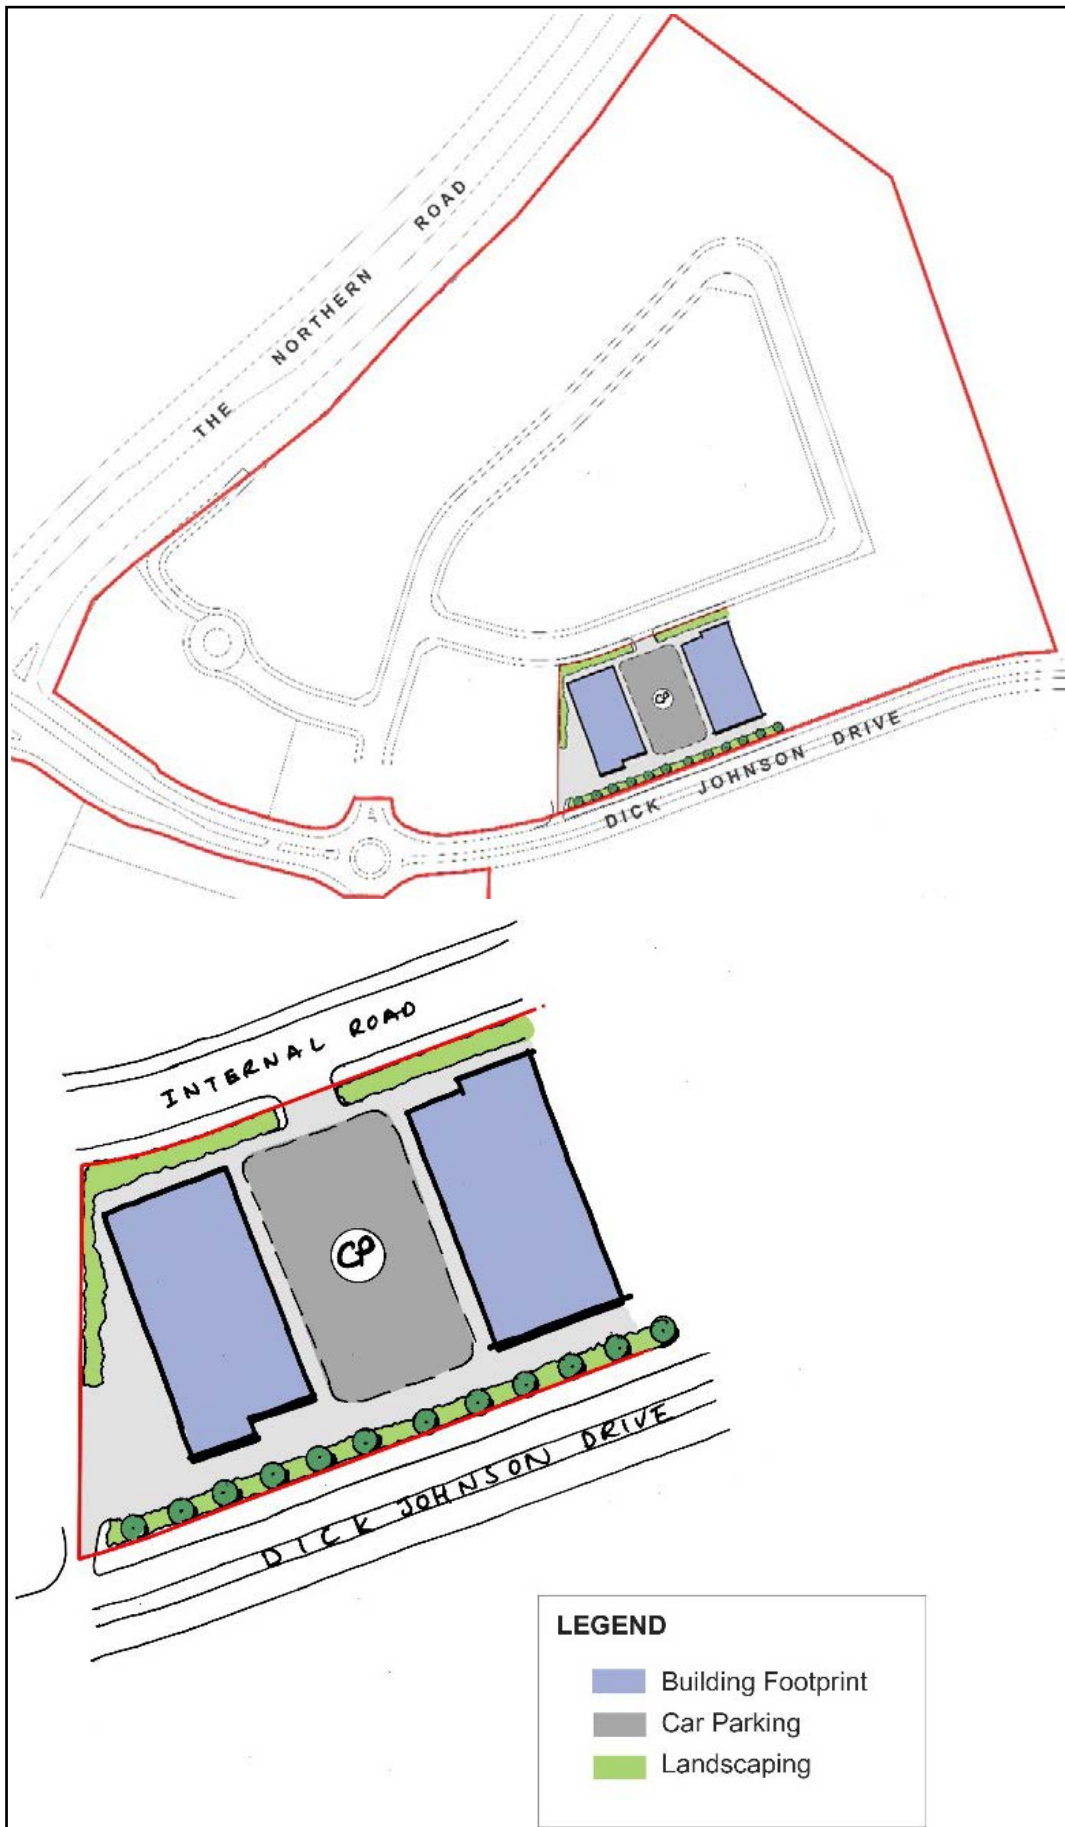 THE NORTHERN ROAD
CP
DICK JOHNSON DRIVE
INTERNAL ROAD
CP
DICK JOHNSON DRIVE
LEGEND
Building Footprint
Car Parking
Landscaping